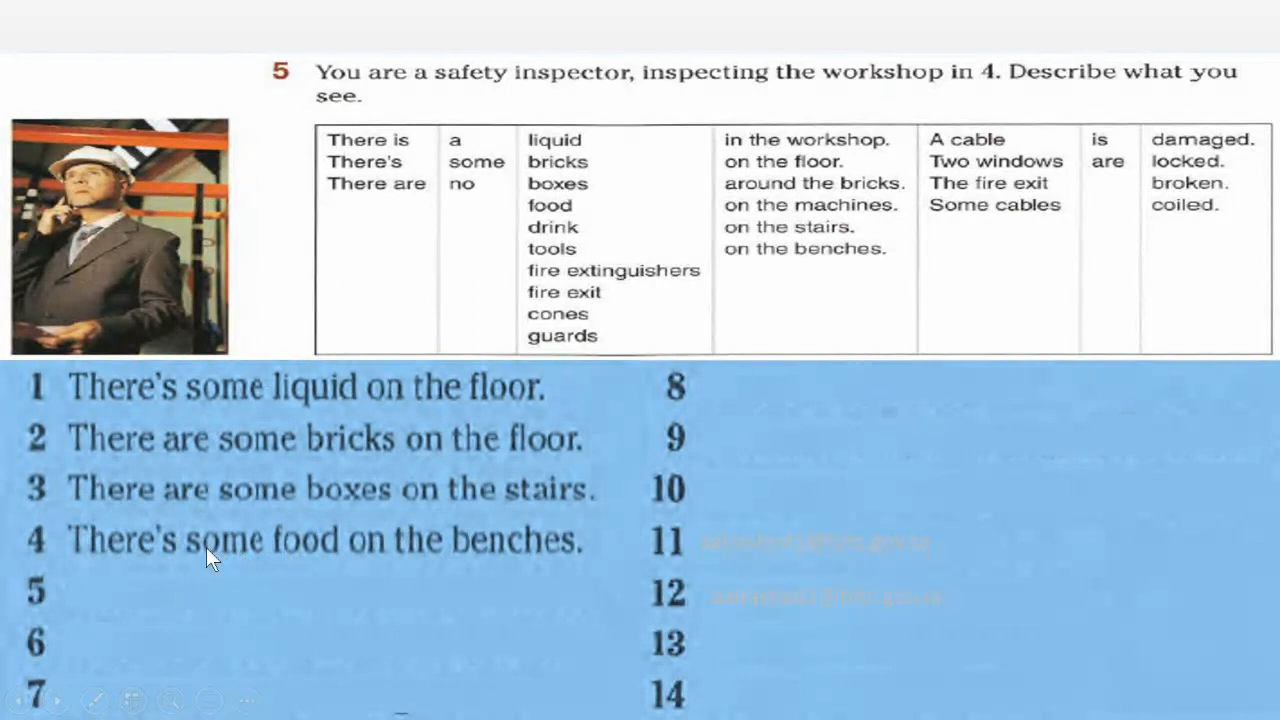 5 You are a safety inspector, inspecting the workshop in 4. Describe what you
see.
There is a liquid in the workshop. A cable is damaged.
There's some bricks on the floor. Two windows are locked.
There are no boxes around the bricks. The fire exit broken.
food on the machines. Some cables coiled.
drink on the stairs.
tools on the benches.
fire extinguishers
fire exit
cones
guards
1 There's some liquid on the floor.
2 There are some bricks on the floor.
3 There are some boxes on the stairs.
4 There's some food on the benches.
5
6
7
8
9
10
11
12
13
14